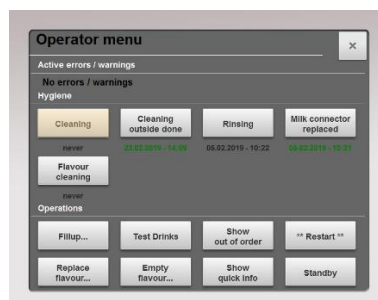 Operator menu
×
Active errors / warnings
No errors / warnings
Hygiene
Cleaning
Cleaning
outside done
Rinsing
Milk connector
replaced
never
06.02.2019 - 10:22
Flavour
cleaning
never
Operations
Fillup...
Test Drinks
Show
out of order
** Restart **
Replace
flavour...
Empty
flavour...
Show
quick info
Standby